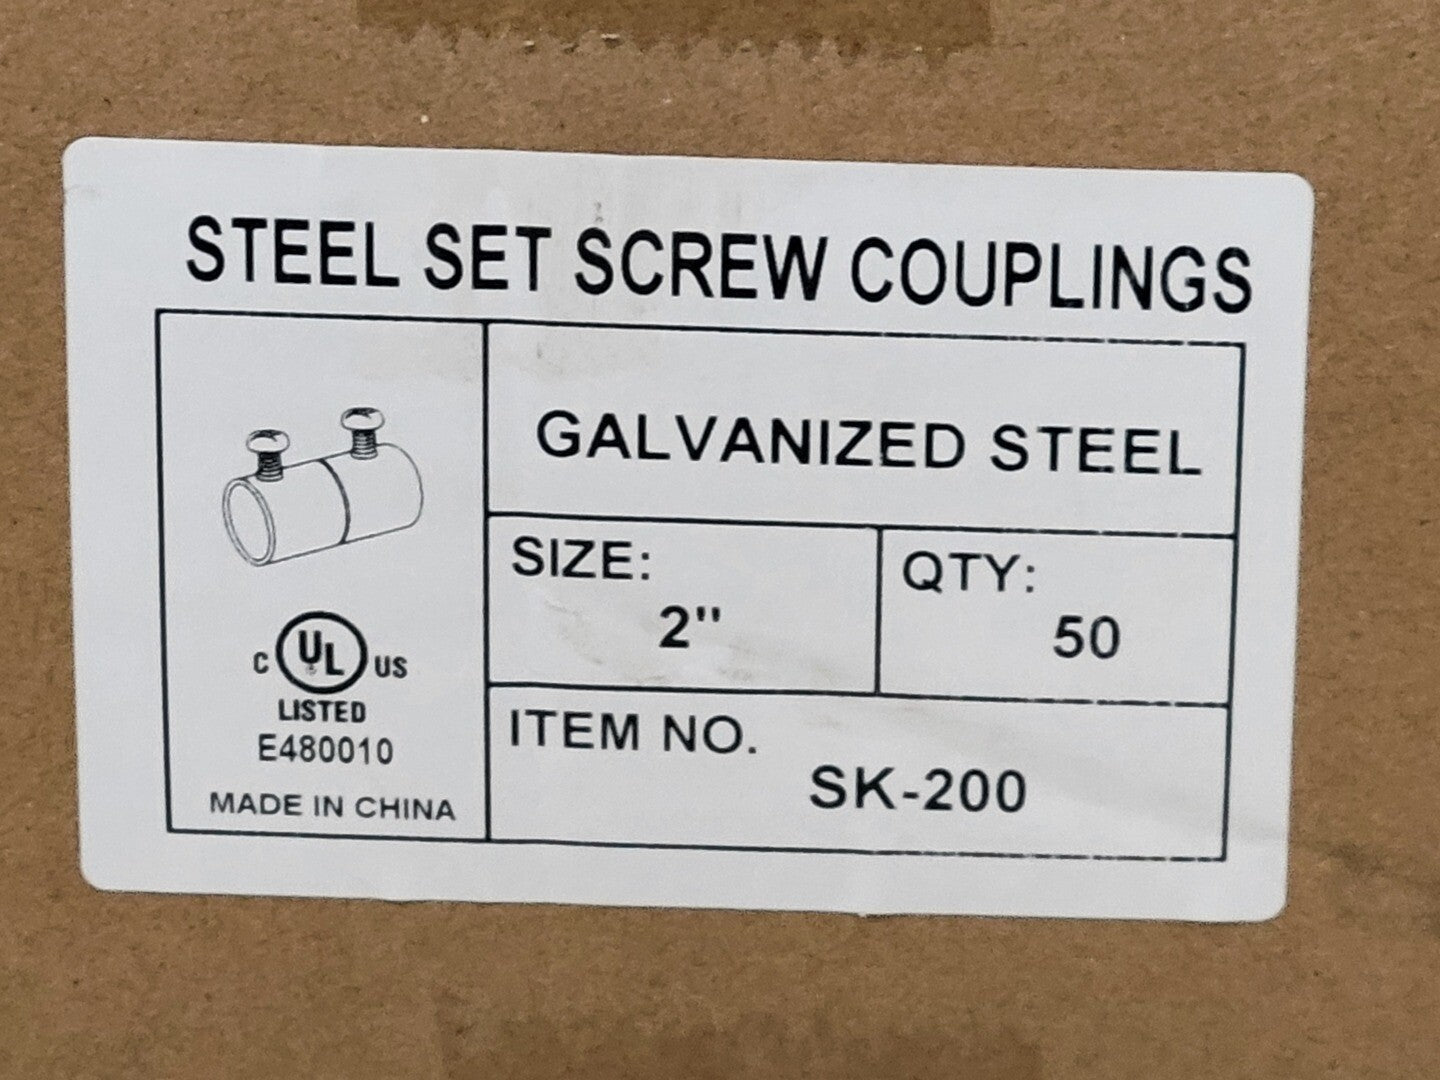 STEEL SET SCREW COUPLINGS
GALVANIZED STEEL
SIZE:
2"
QTY:
50
ITEM NO.
SK-200
C UL US
LISTED
E480010
MADE IN CHINA